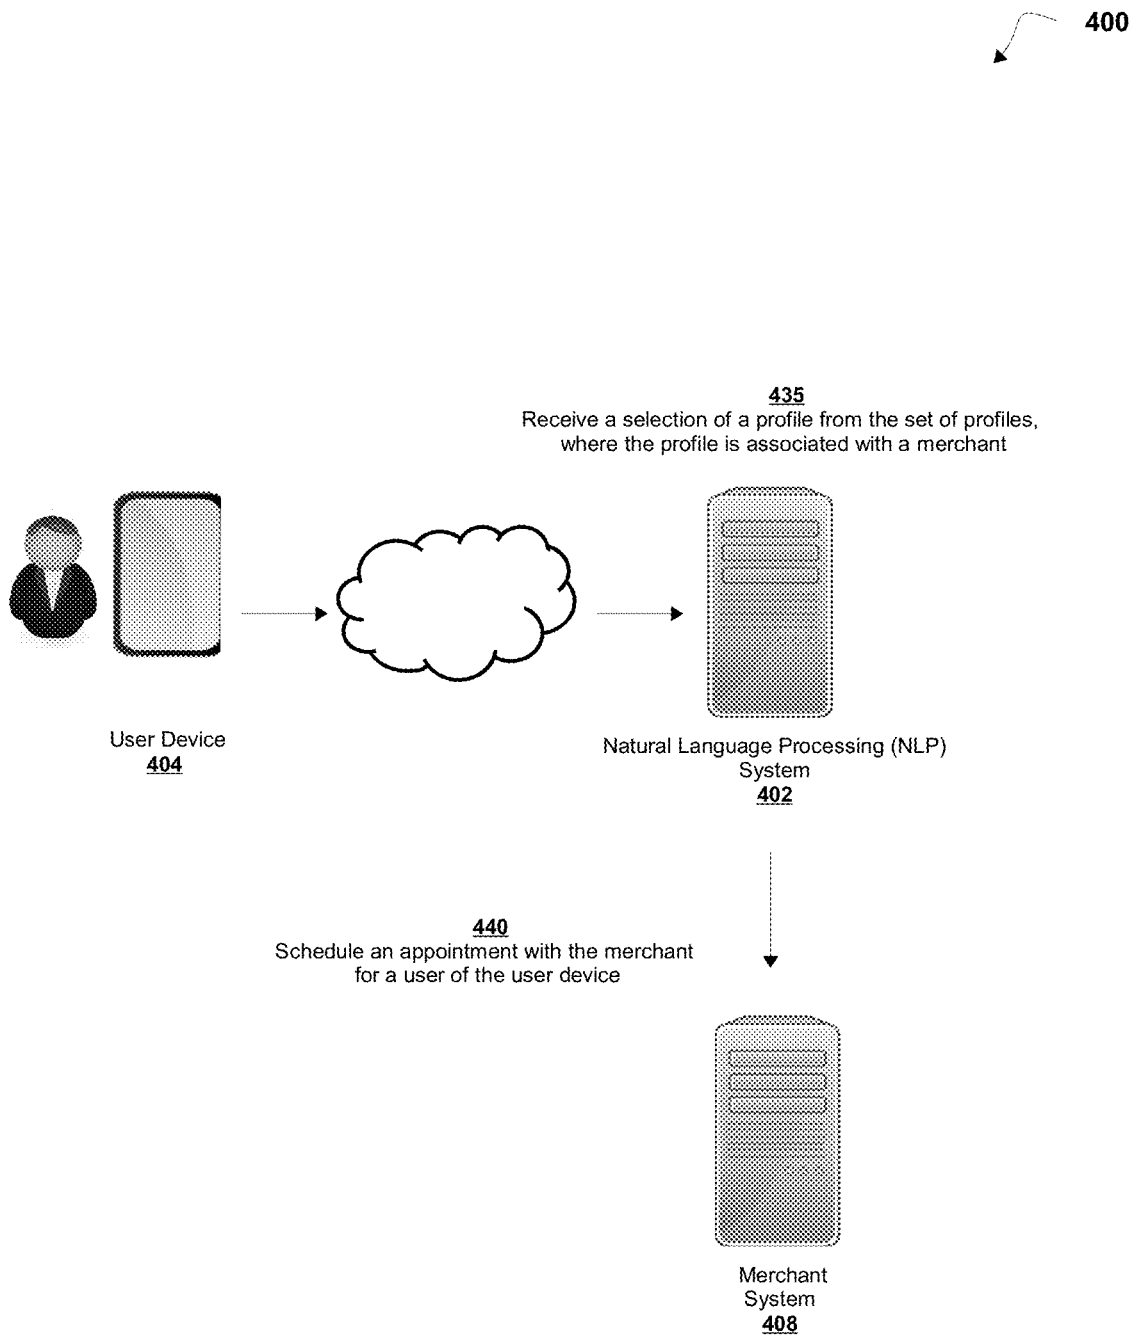 400
435
Receive a selection of a profile from the set of profiles,
where the profile is associated with a merchant
User Device
404
Natural Language Processing (NLP)
System
402
440
Schedule an appointment with the merchant
for a user of the user device
Merchant
System
408